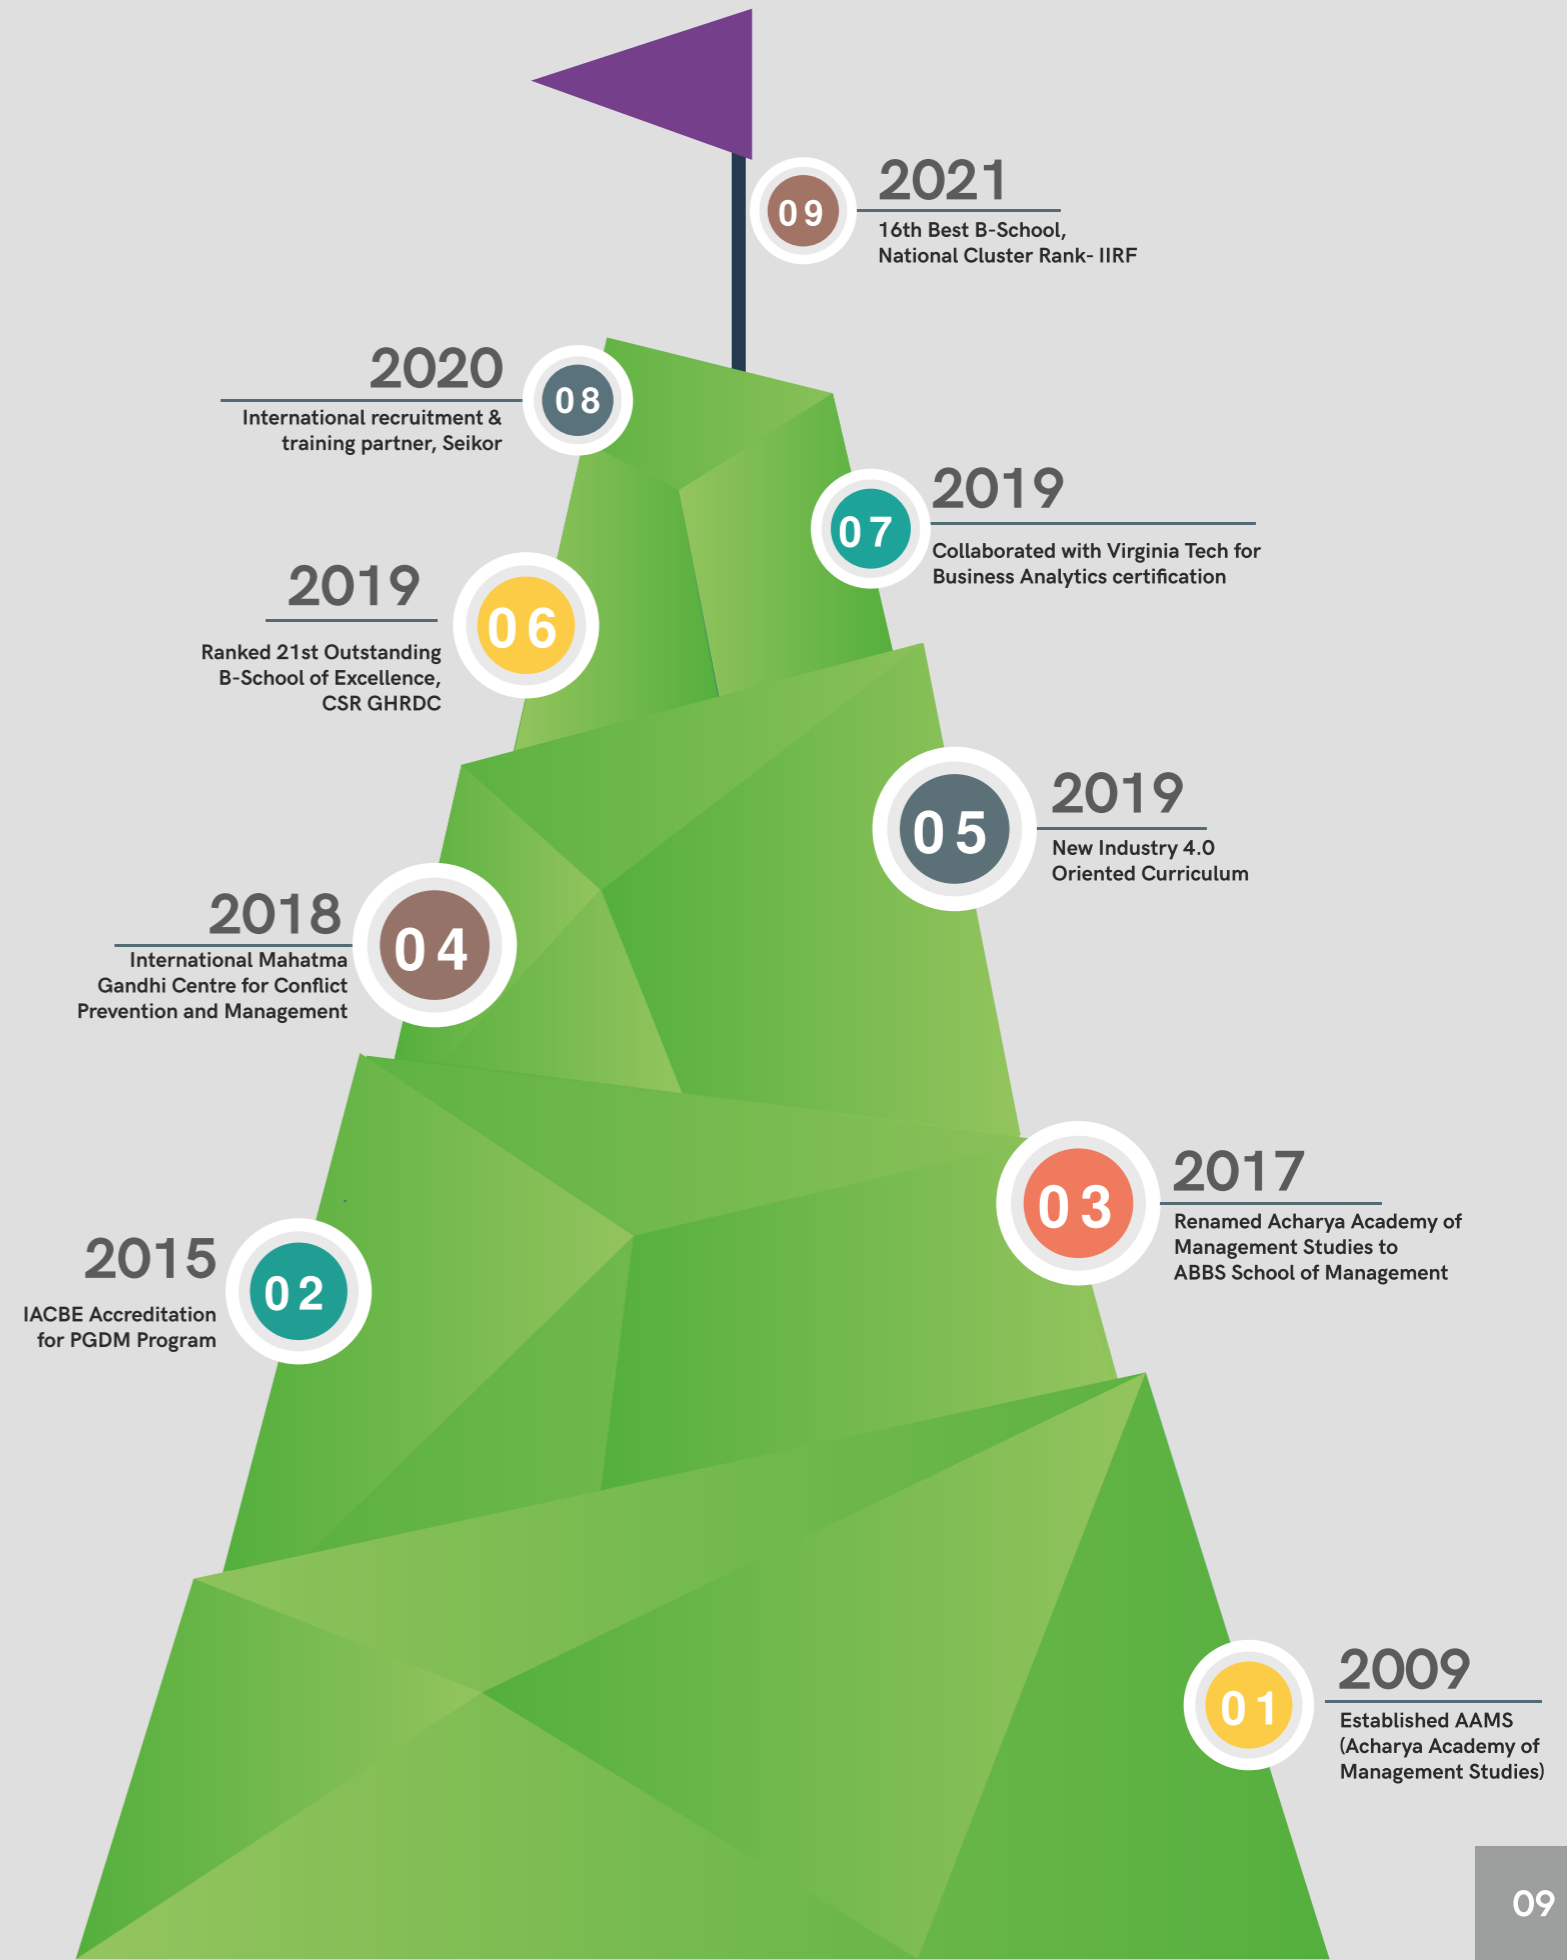 09
2021
16th Best B-School,
National Cluster Rank- IIRF
2020
08
International recruitment &
training partner, Seikor
07
2019
Collaborated with Virginia Tech for
Business Analytics certification
2019
06
Ranked 21st Outstanding
B-School of Excellence,
CSR GHRDC
05
2019
New Industry 4.0
Oriented Curriculum
2018
04
International Mahatma
Gandhi Centre for Conflict
Prevention and Management
03
2017
Renamed Acharya Academy of
Management Studies to
ABBS School of Management
2015
02
IACBE Accreditation
for PGDM Program
01
2009
Established AAMS
(Acharya Academy of
Management Studies)
09